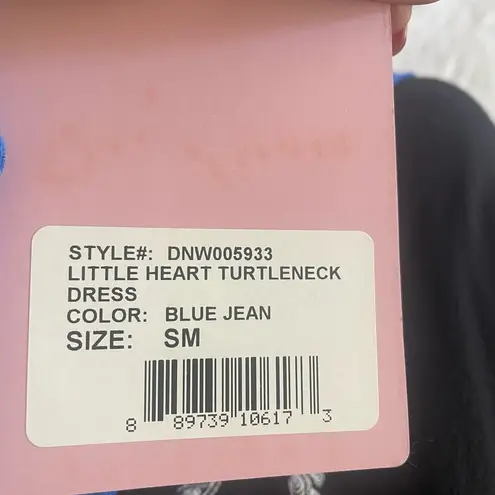 STYLE#: DNW005933
LITTLE HEART TURTLENECK
DRESS
COLOR: BLUE JEAN
SIZE: SM
8 89739 10617 3